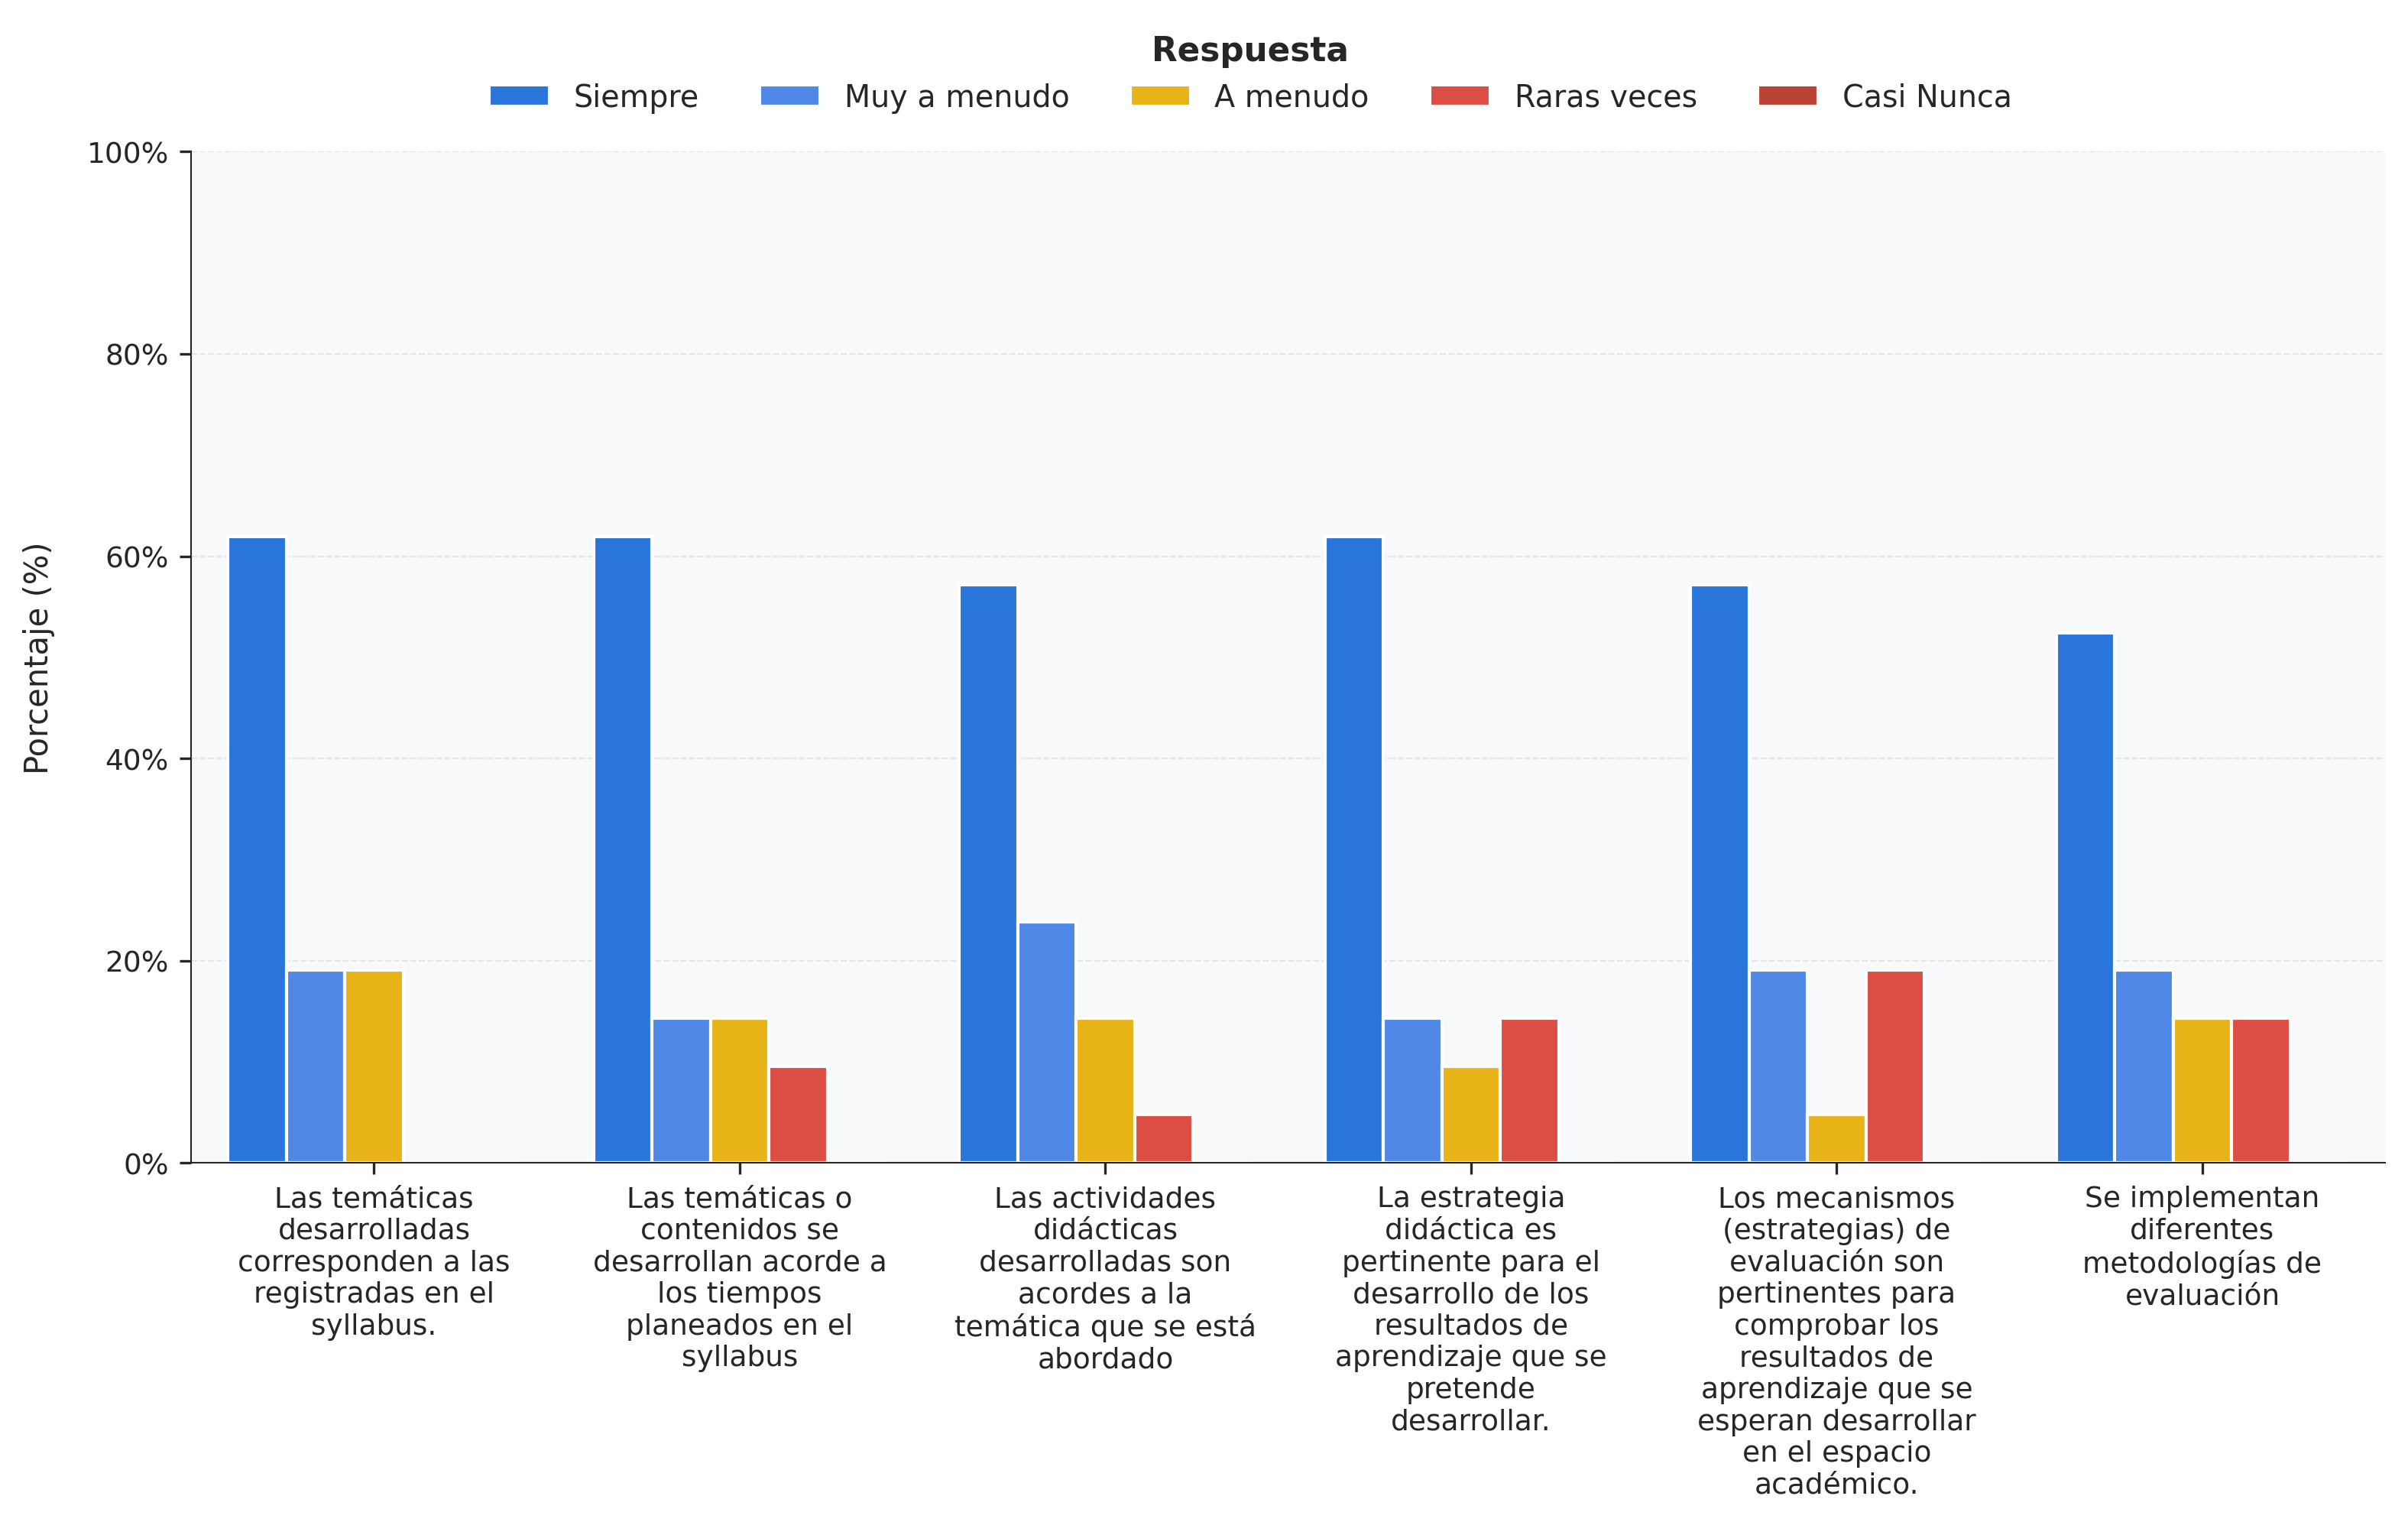 Respuesta
Siempre Muy a menudo A menudo Raras veces Casi Nunca
100%
80%
60%
40%
20%
0%
Porcentaje (%)
Las temáticas
desarrolladas
corresponden a las
registradas en el
syllabus.
Las temáticas o
contenidos se
desarrollan acorde a
los tiempos
planeados en el
syllabus
Las actividades
didácticas
desarrolladas son
acordes a la
temática que se está
abordado
La estrategia
didáctica es
pertinente para el
desarrollo de los
resultados de
aprendizaje que se
pretende
desarrollar.
Los mecanismos
(estrategias) de
evaluación son
pertinentes para
comprobar los
resultados de
aprendizaje que se
esperan desarrollar
en el espacio
académico.
Se implementan
diferentes
metodologías de
evaluación